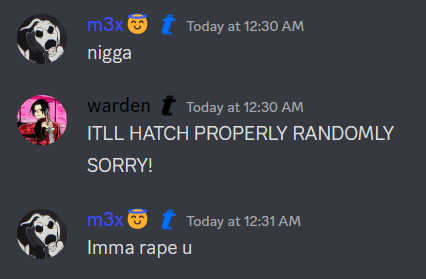 m3x😇 t Today at 12:30 AM
nigga
warden t Today at 12:30 AM
ITLL HATCH PROPERLY RANDOMLY
SORRY!
m3x😇 t Today at 12:31 AM
Imma rape u